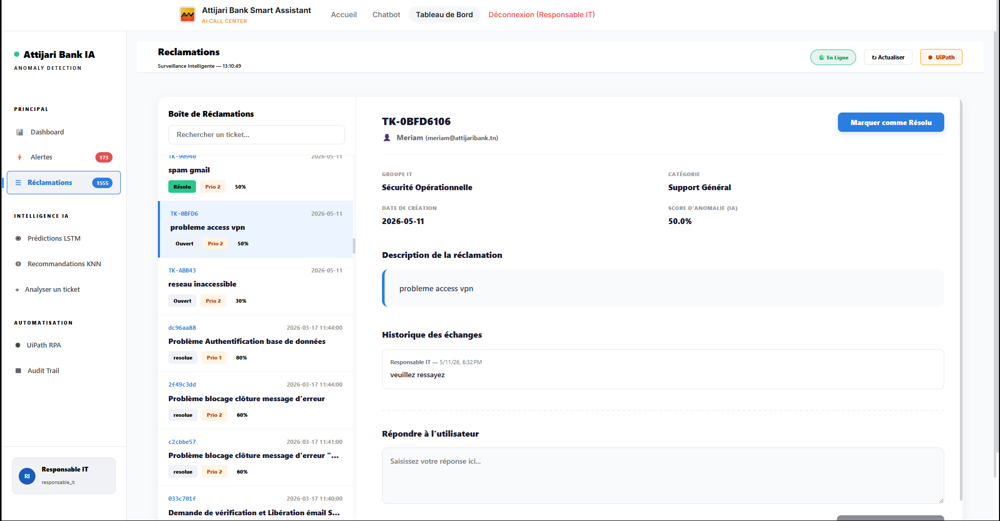 Attijari Bank Smart Assistant
AI CALL CENTER
Accueil
Chatbot
Tableau de Bord
Déconnexion (Responsable IT)
Attijari Bank IA
ANOMALY DETECTION
PRINCIPAL
Dashboard
Alertes
173
Réclamations
1555
INTELLIGENCE IA
Prédictions LSTM
Recommandations KNN
Analyser un ticket
AUTOMATISATION
UiPath RPA
Audit Trail
RI
Responsable IT
responsable_it
Reclamations
Surveillance Intelligente — 13:10:49
En Ligne
↻ Actualiser
UiPath
Boîte de Réclamations
Rechercher un ticket...
TK-90940 2026-05-11
spam gmail
Résolu Prio 2 50%
TK-0BFD6 2026-05-11
probleme access vpn
Ouvert Prio 2 50%
TK-ABB43 2026-05-11
reseau inaccessible
Ouvert Prio 2 30%
dc96aa88 2026-03-17 11:44:00
Problème Authentification base de données
resolue Prio 1 80%
2f49c3dd 2026-03-17 11:44:00
Problème blocage clôture message d'erreur
resolue Prio 2 60%
c2cbbe57 2026-03-17 11:41:00
Problème blocage clôture message d'erreur "...
resolue Prio 2 60%
033c701f 2026-03-17 11:40:00
Demande de vérification et Libération émail S...
TK-0BFD6106
Meriam (meriam@attijaribank.tn)
Marquer comme Résolu
GROUPE IT
Sécurité Opérationnelle
CATÉGORIE
Support Général
DATE DE CRÉATION
2026-05-11
SCORE D'ANOMALIE (IA)
50.0%
Description de la réclamation
probleme access vpn
Historique des échanges
Responsable IT — 5/11/26, 6:32 PM
veuillez ressayez
Répondre à l'utilisateur
Saisissez votre réponse ici...